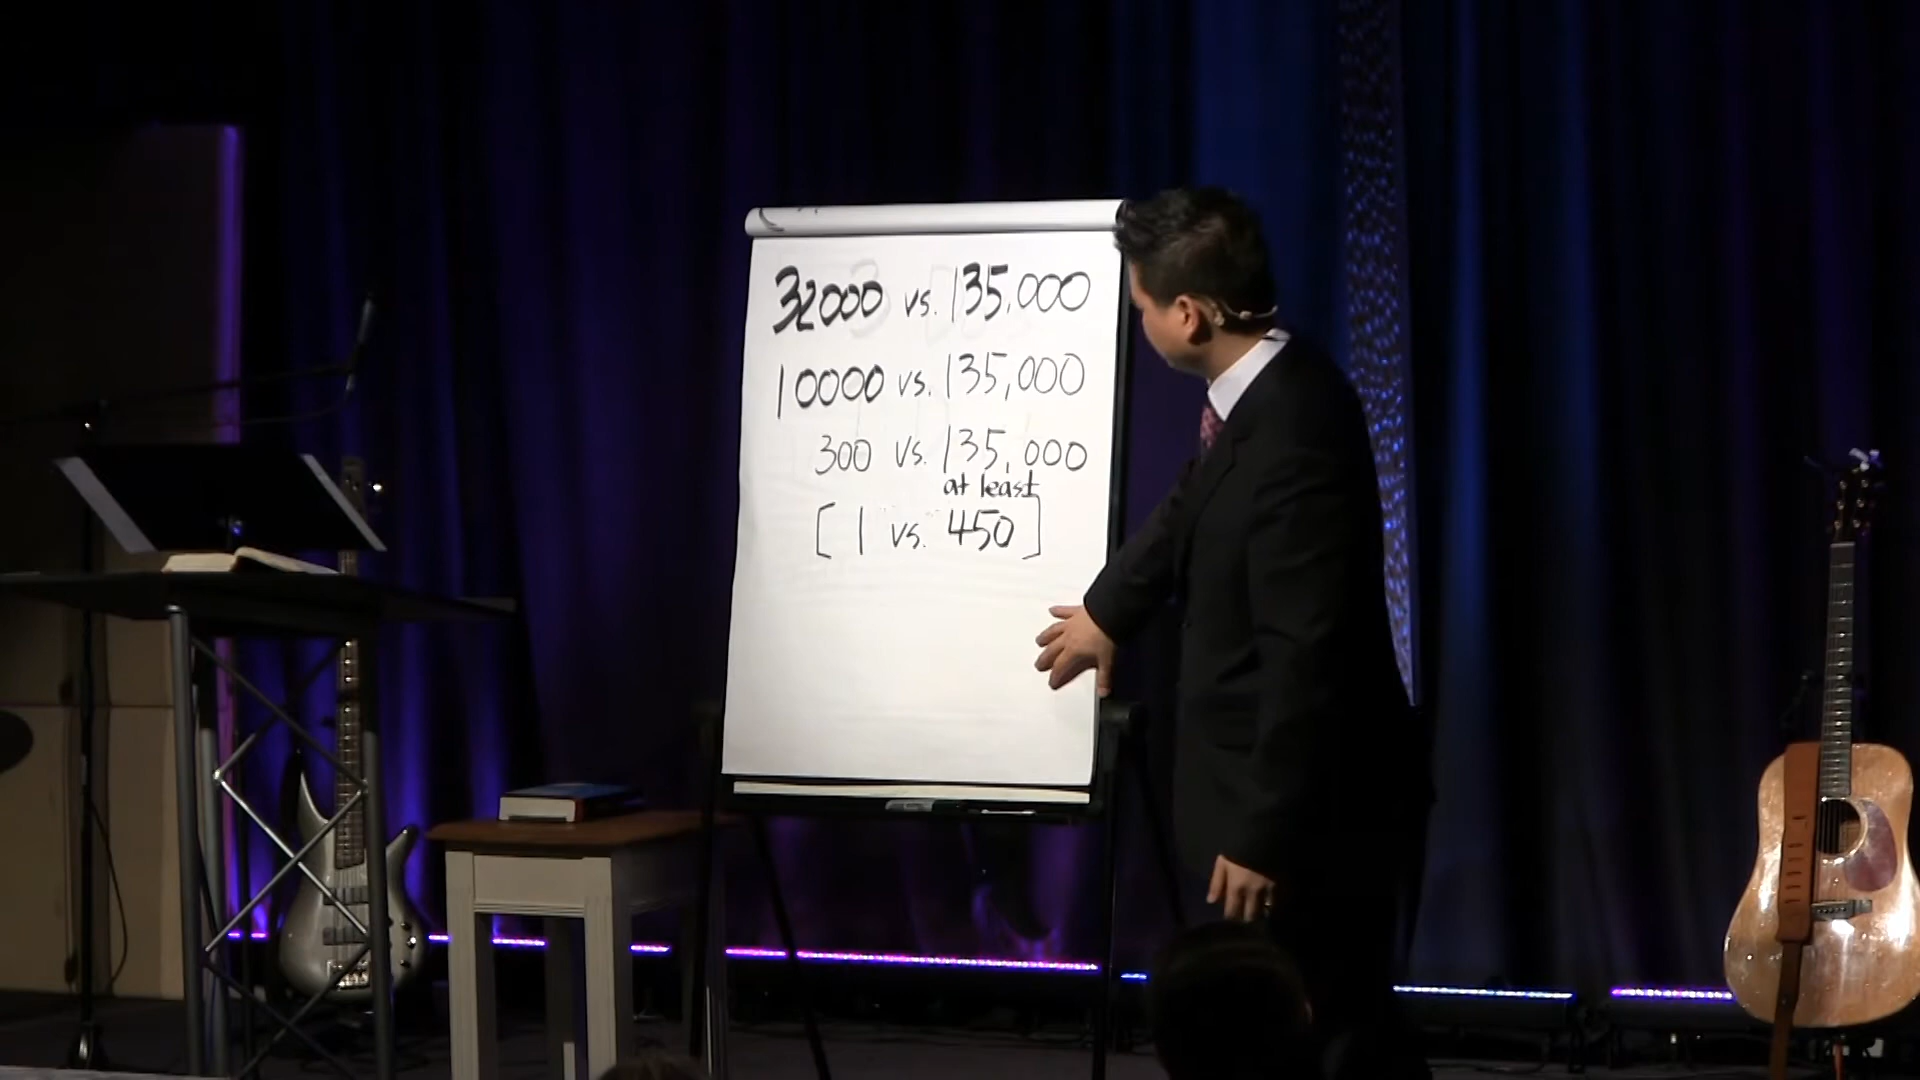 32000 vs. 135,000
10000 vs. 135,000
300 vs. 135,000
at least
[ 1 vs. 450 ]